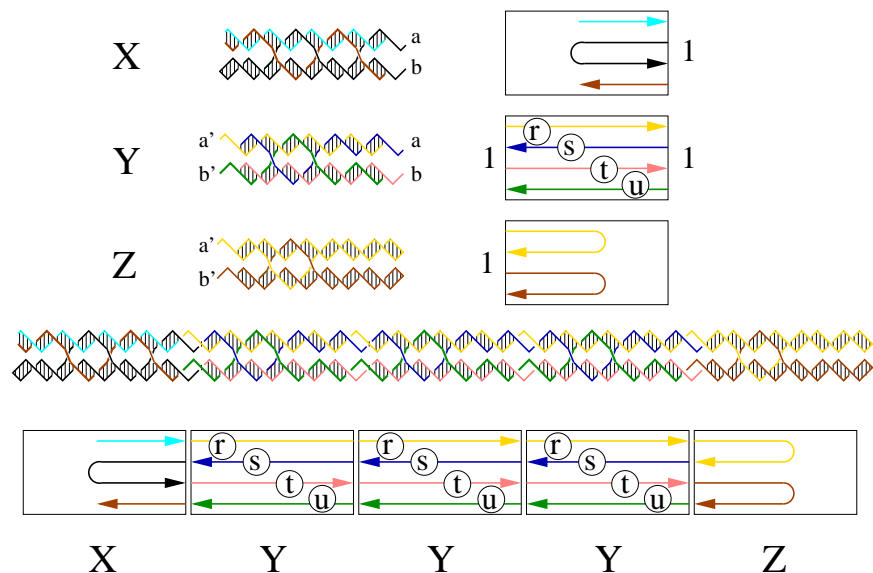 X a b 1
Y a' b' a b 1 r s t u 1
Z a' b' 1
r s t u r s t u r s t u
X Y Y Y Z